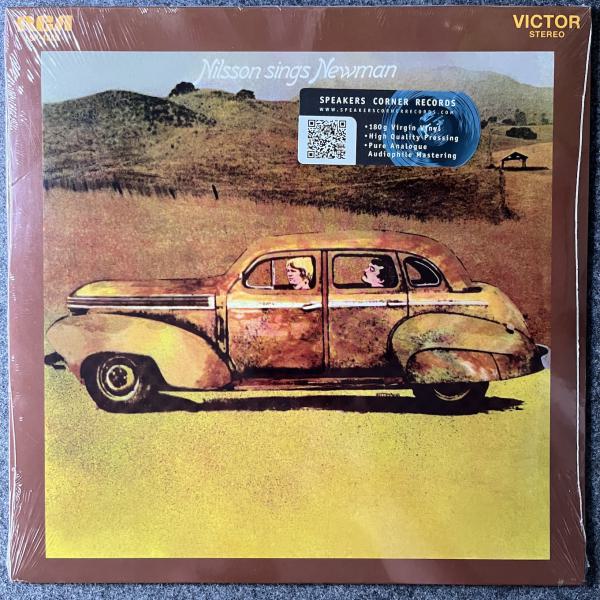 RCA
VICTOR
STEREO
Nilsson sings Newman
SPEAKERS CORNER RECORDS
WWW.SPEAKERSCORNERRECORDS.COM
•180g Virgin Vinyl
•High Quality Pressing
•Pure Analogue
Audiophile Mastering